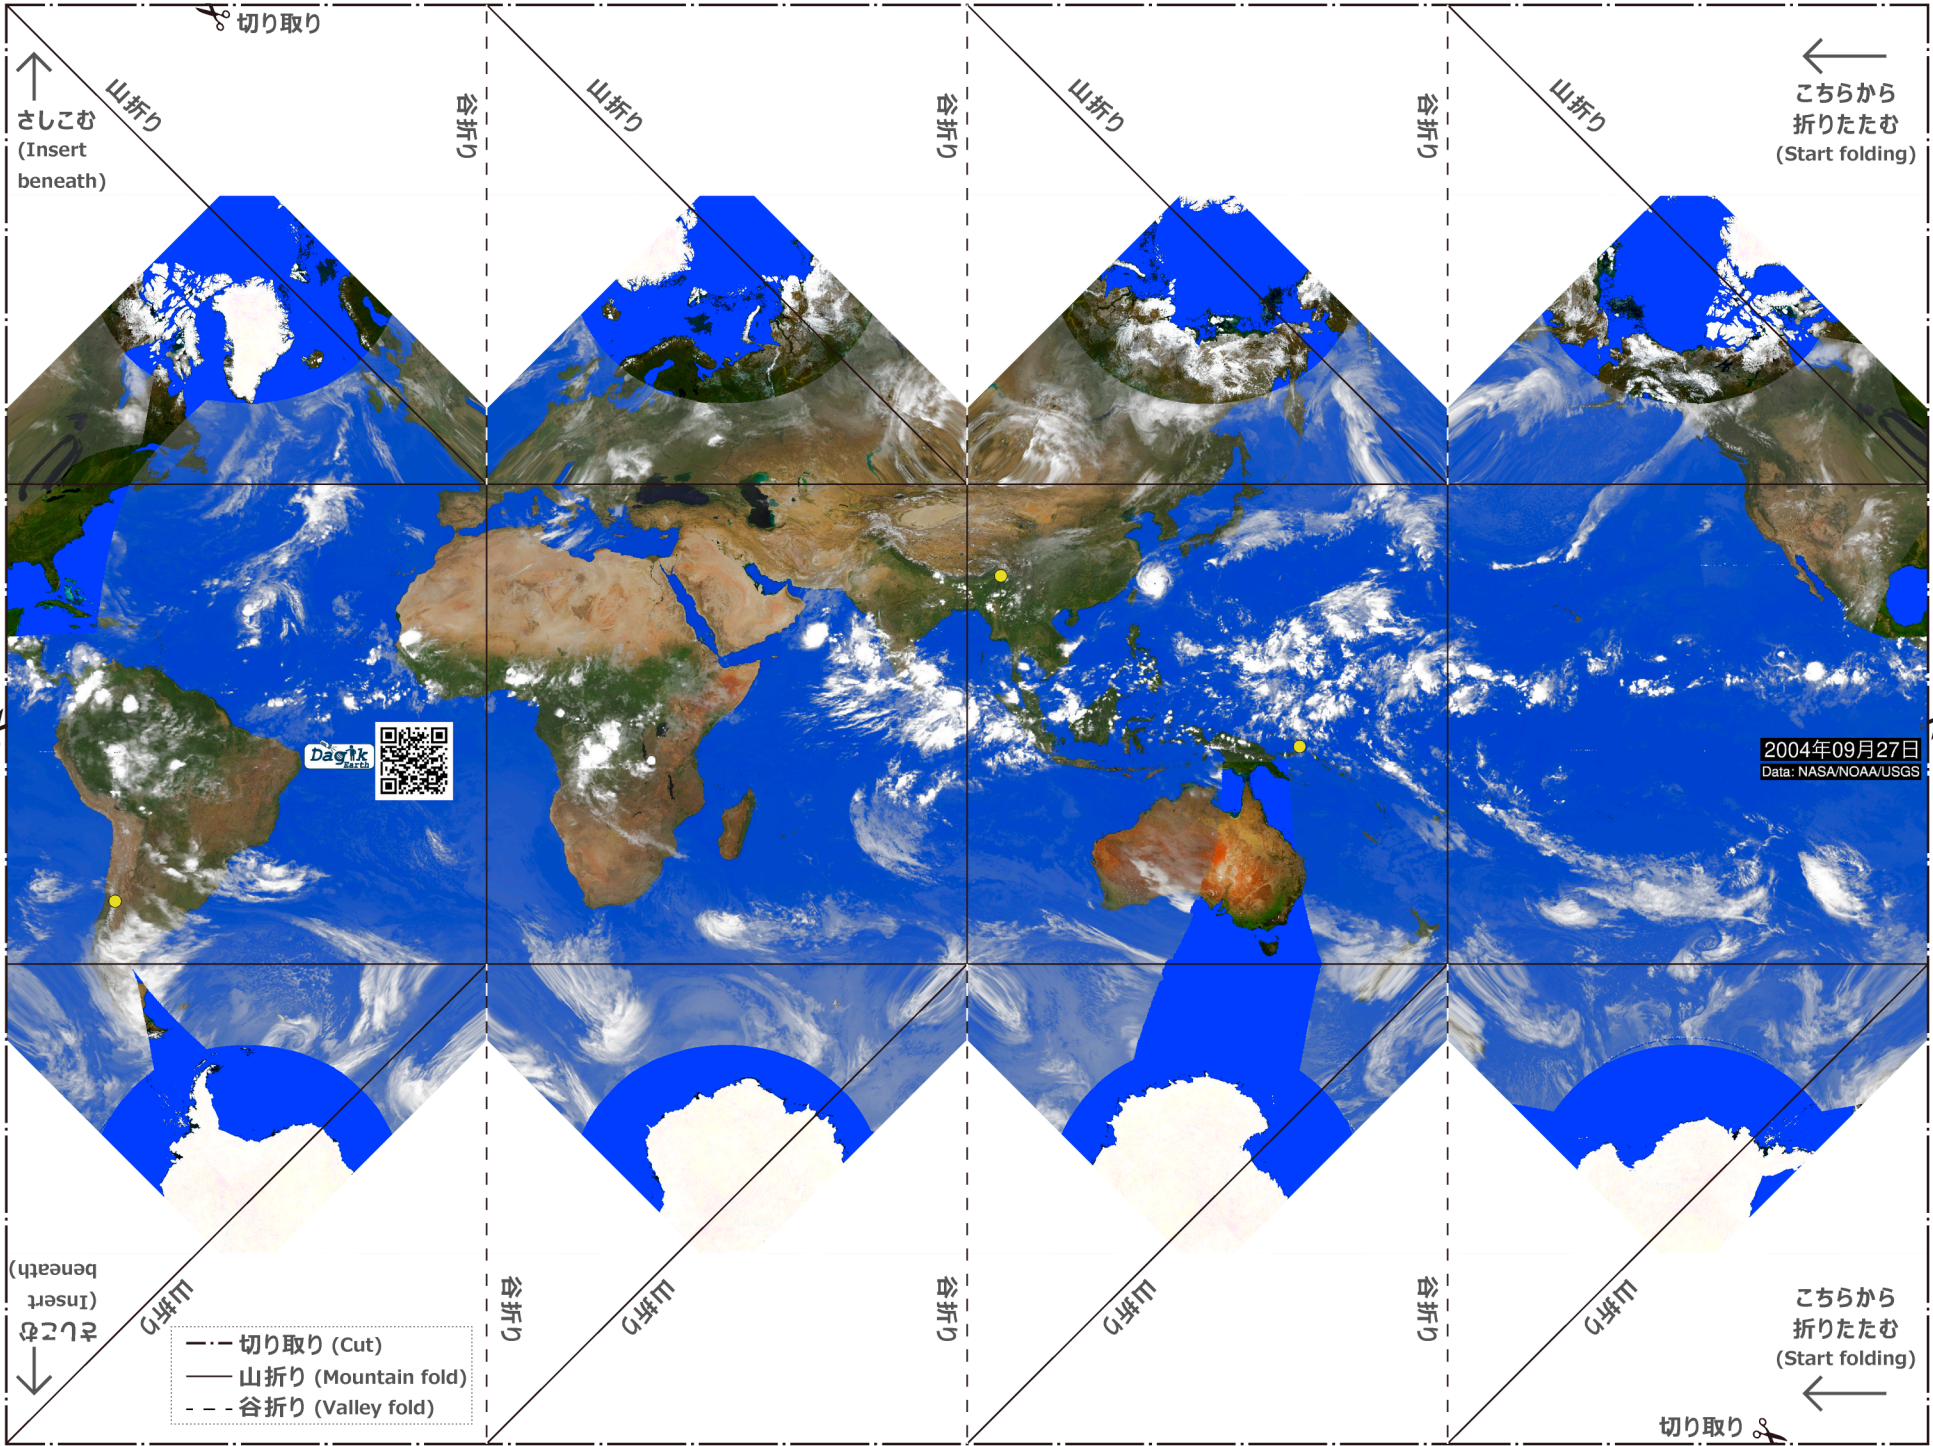 切り取り
さしこむ
(Insert
beneath)
山折り
谷折り
山折り
谷折り
山折り
谷折り
山折り
こちらから
折りたたむ
(Start folding)
Dagik
Earth
2004年09月27日
Data: NASA/NOAA/USGS
さしこむ
(Insert
beneath)
山折り
谷折り
山折り
谷折り
山折り
谷折り
山折り
こちらから
折りたたむ
(Start folding)
切り取り (Cut)
山折り (Mountain fold)
谷折り (Valley fold)
切り取り